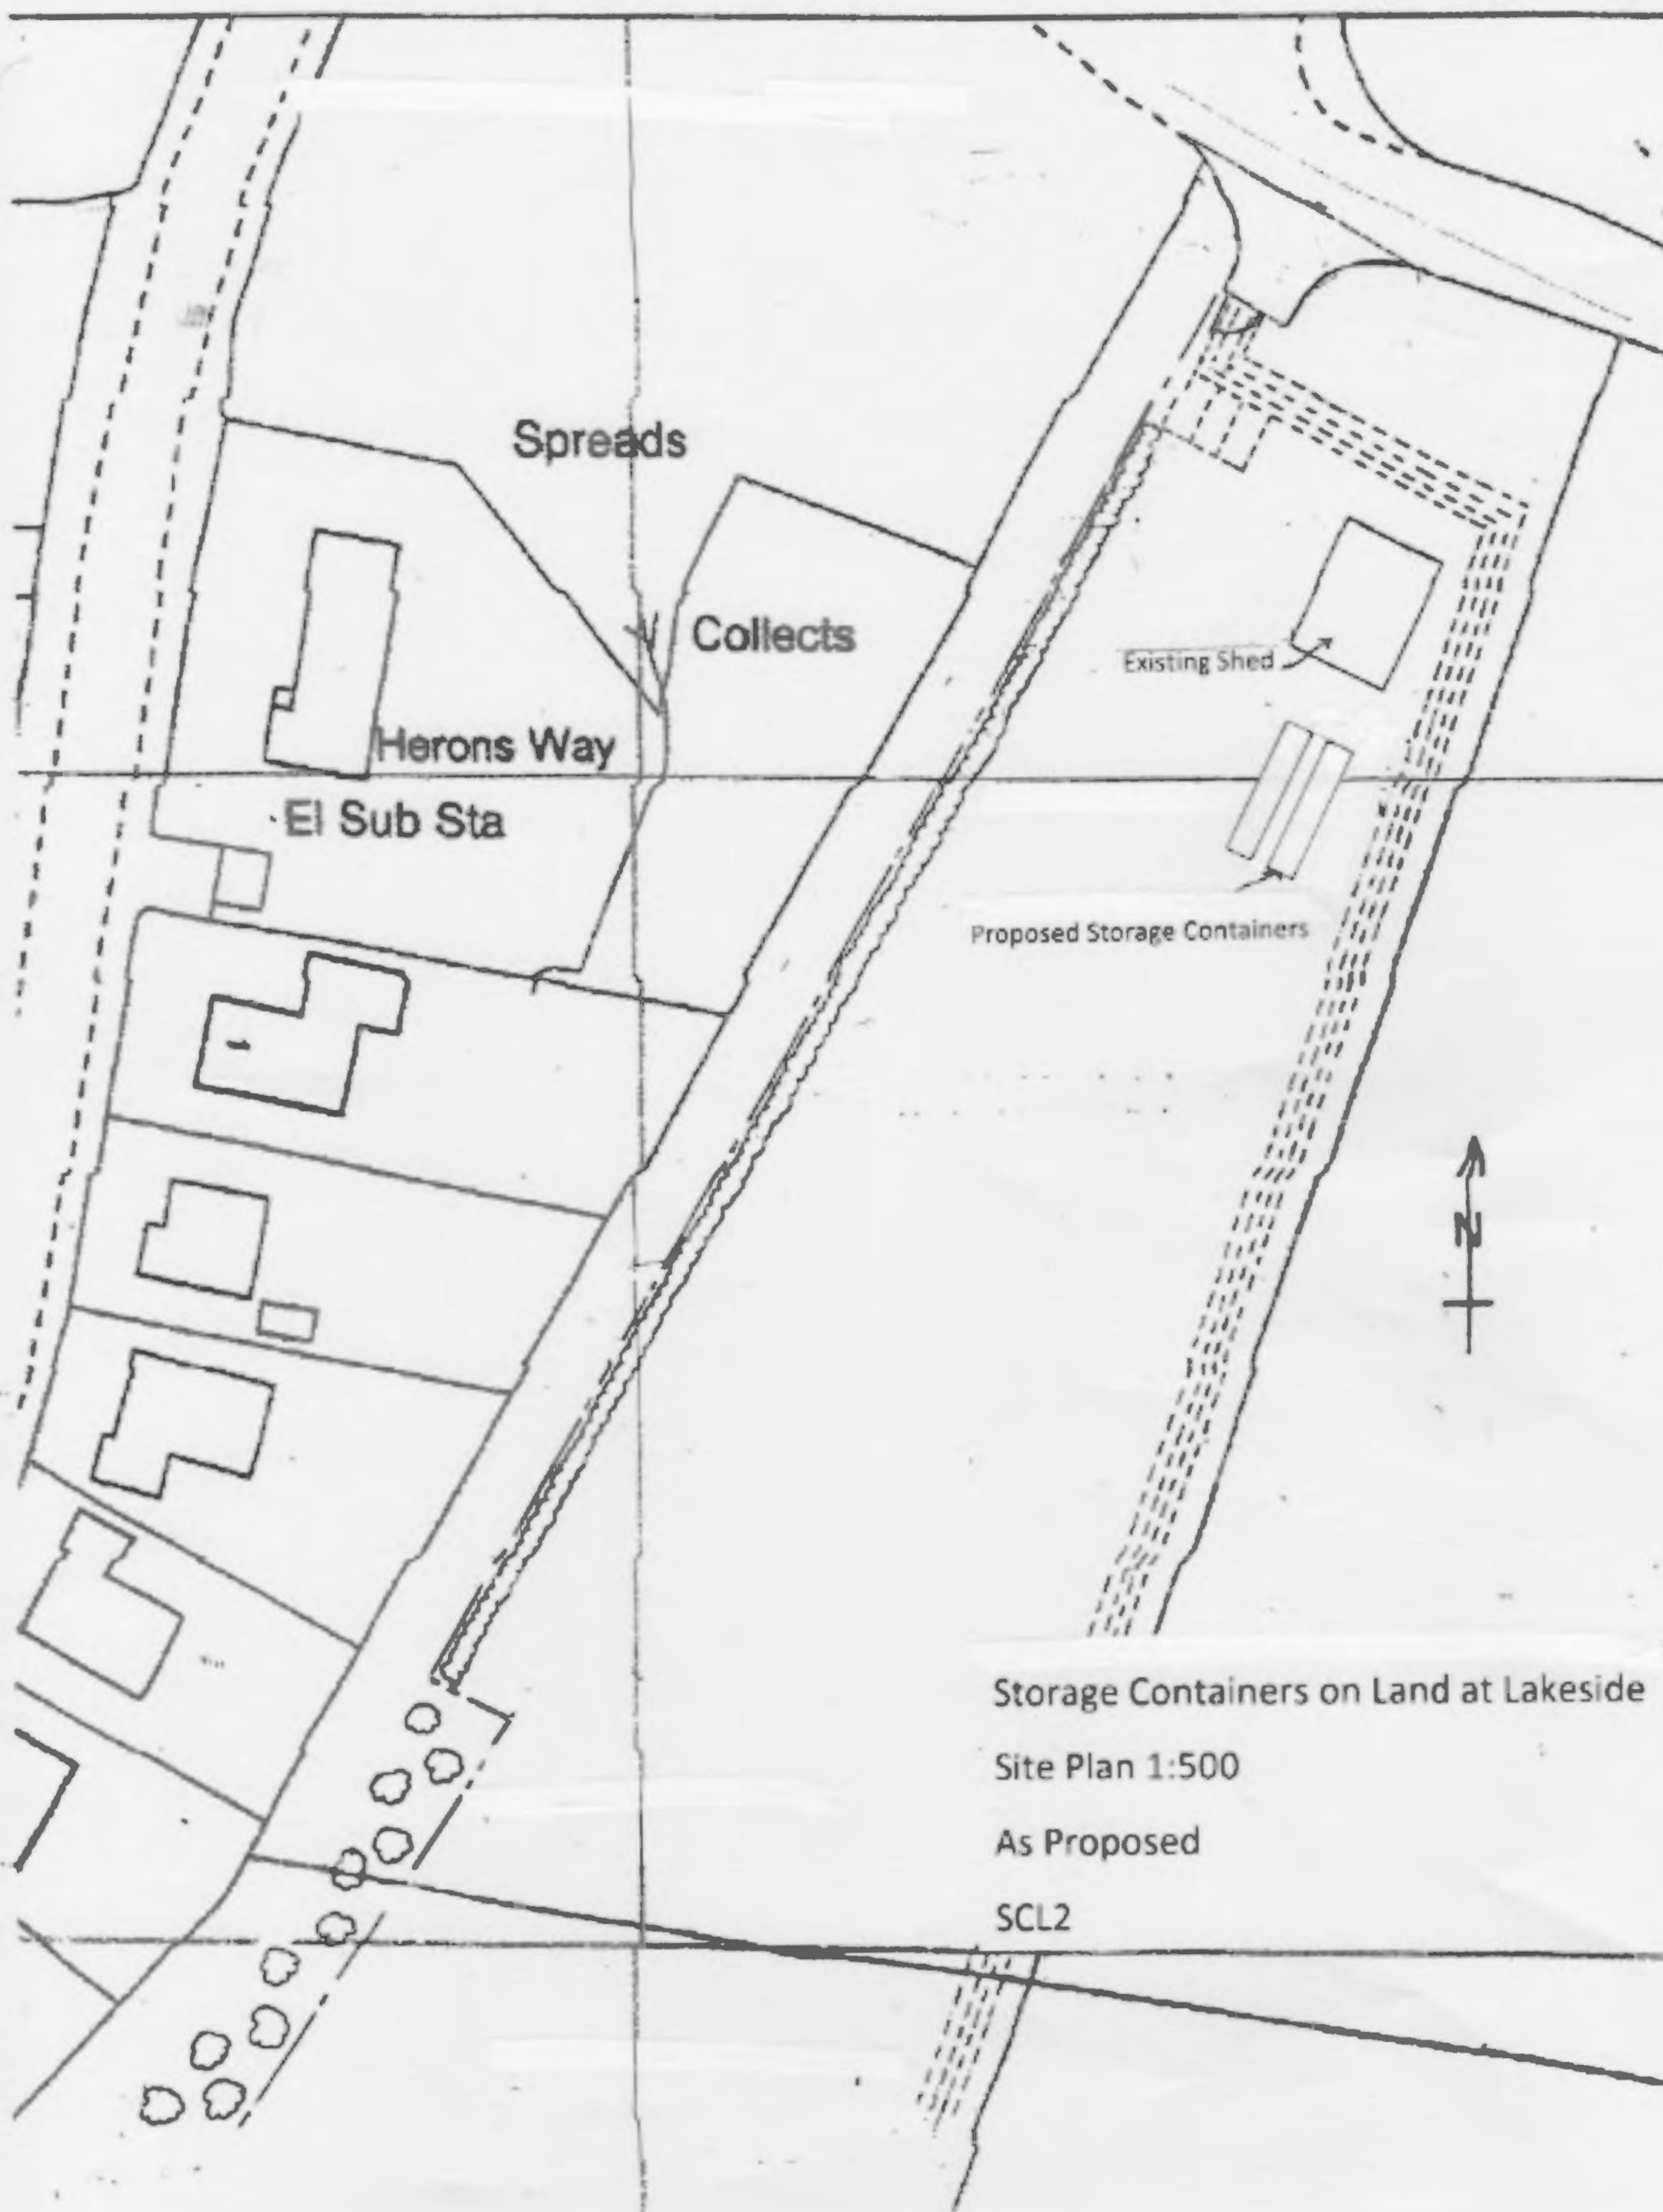 Spreads
Collects
Existing Shed
Herons Way
El Sub Sta
Proposed Storage Containers
N
Storage Containers on Land at Lakeside
Site Plan 1:500
As Proposed
SCL2